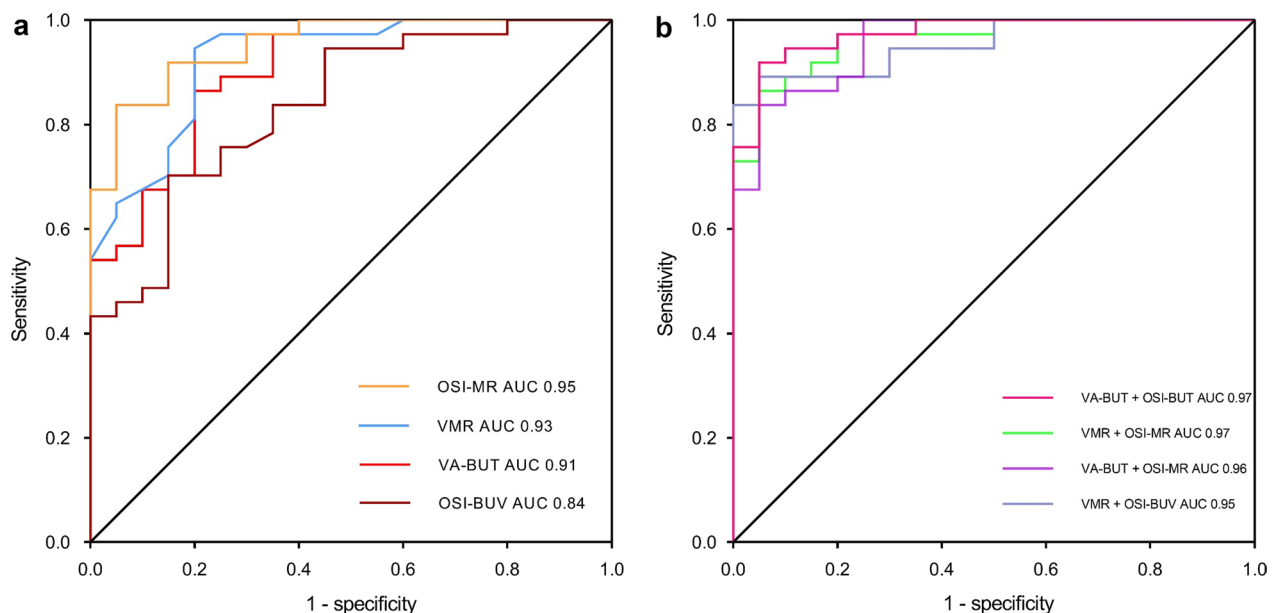 a
1.0
0.8
0.6
0.4
0.2
0.0
Sensitivity
OSI-MR AUC 0.95
VMR AUC 0.93
VA-BUT AUC 0.91
OSI-BUV AUC 0.84
0.0 0.2 0.4 0.6 0.8 1.0
1 - specificity
b
1.0
0.8
0.6
0.4
0.2
0.0
Sensitivity
VA-BUT + OSI-BUT AUC 0.97
VMR + OSI-MR AUC 0.97
VA-BUT + OSI-MR AUC 0.96
VMR + OSI-BUV AUC 0.95
0.0 0.2 0.4 0.6 0.8 1.0
1 - specificity